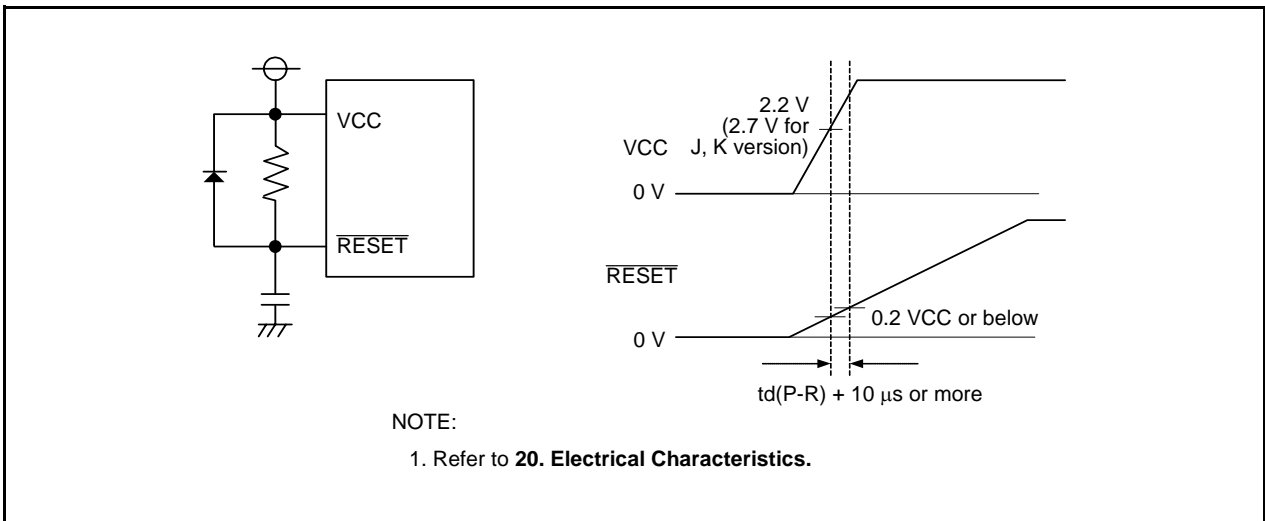 VCC
RESET
2.2 V
(2.7 V for
J, K version)
VCC
0 V
RESET
0.2 VCC or below
0 V
td(P-R) + 10 μs or more
NOTE:
1. Refer to 20. Electrical Characteristics.